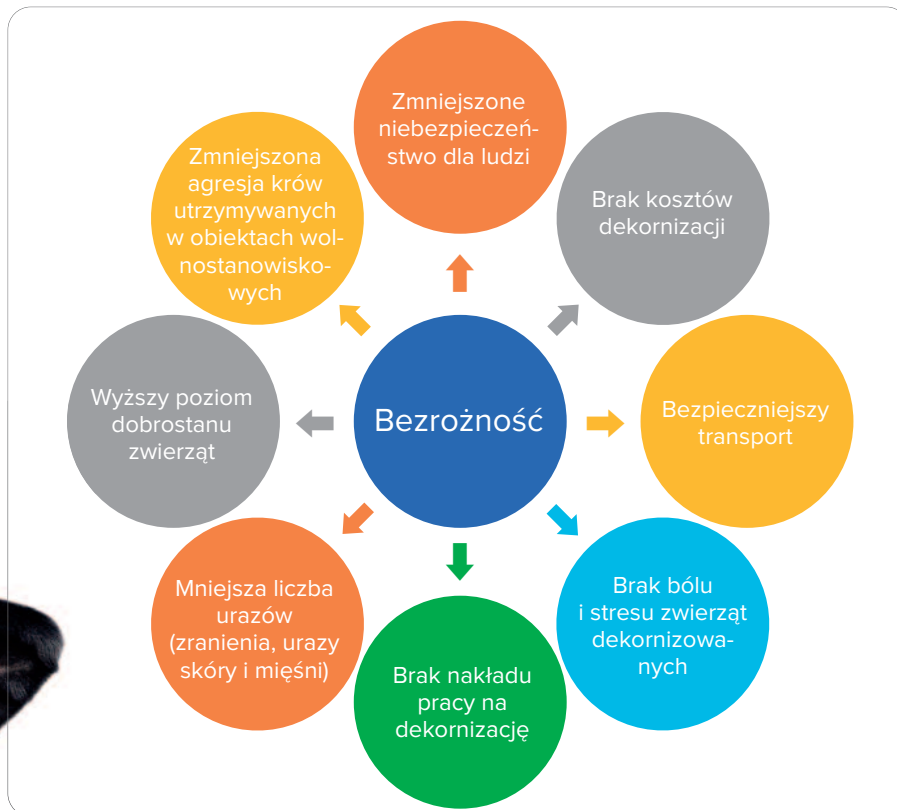 Zmniejszone
niebezpieczeń-
stwo dla ludzi
Brak kosztów
dekornizacji
Bezpieczniejszy
transport
Brak bólu
i stresu zwierząt
dekornizowa-
nych
Brak nakładu
pracy na
dekornizację
Mniejsza liczba
urazów
(zranienia, urazy
skóry i mięśni)
Wyższy poziom
dobrostanu
zwierząt
Zmniejszona
agresja krów
utrzymywanych
w obiektach wol-
nostanowisko-
wych
Bezrożność